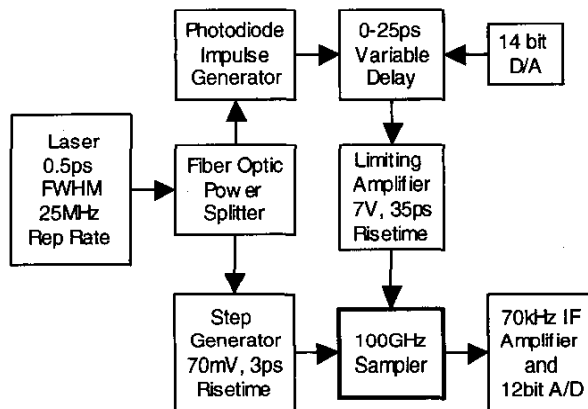 Photodiode
Impulse
Generator
0-25ps
Variable
Delay
14 bit
D/A
Laser
0.5ps
FWHM
25MHz
Rep Rate
Fiber Optic
Power
Splitter
Limiting
Amplifier
7V, 35ps
Risetime
Step
Generator
70mV, 3ps
Risetime
100GHz
Sampler
70kHz IF
Amplifier
and
12bit A/D